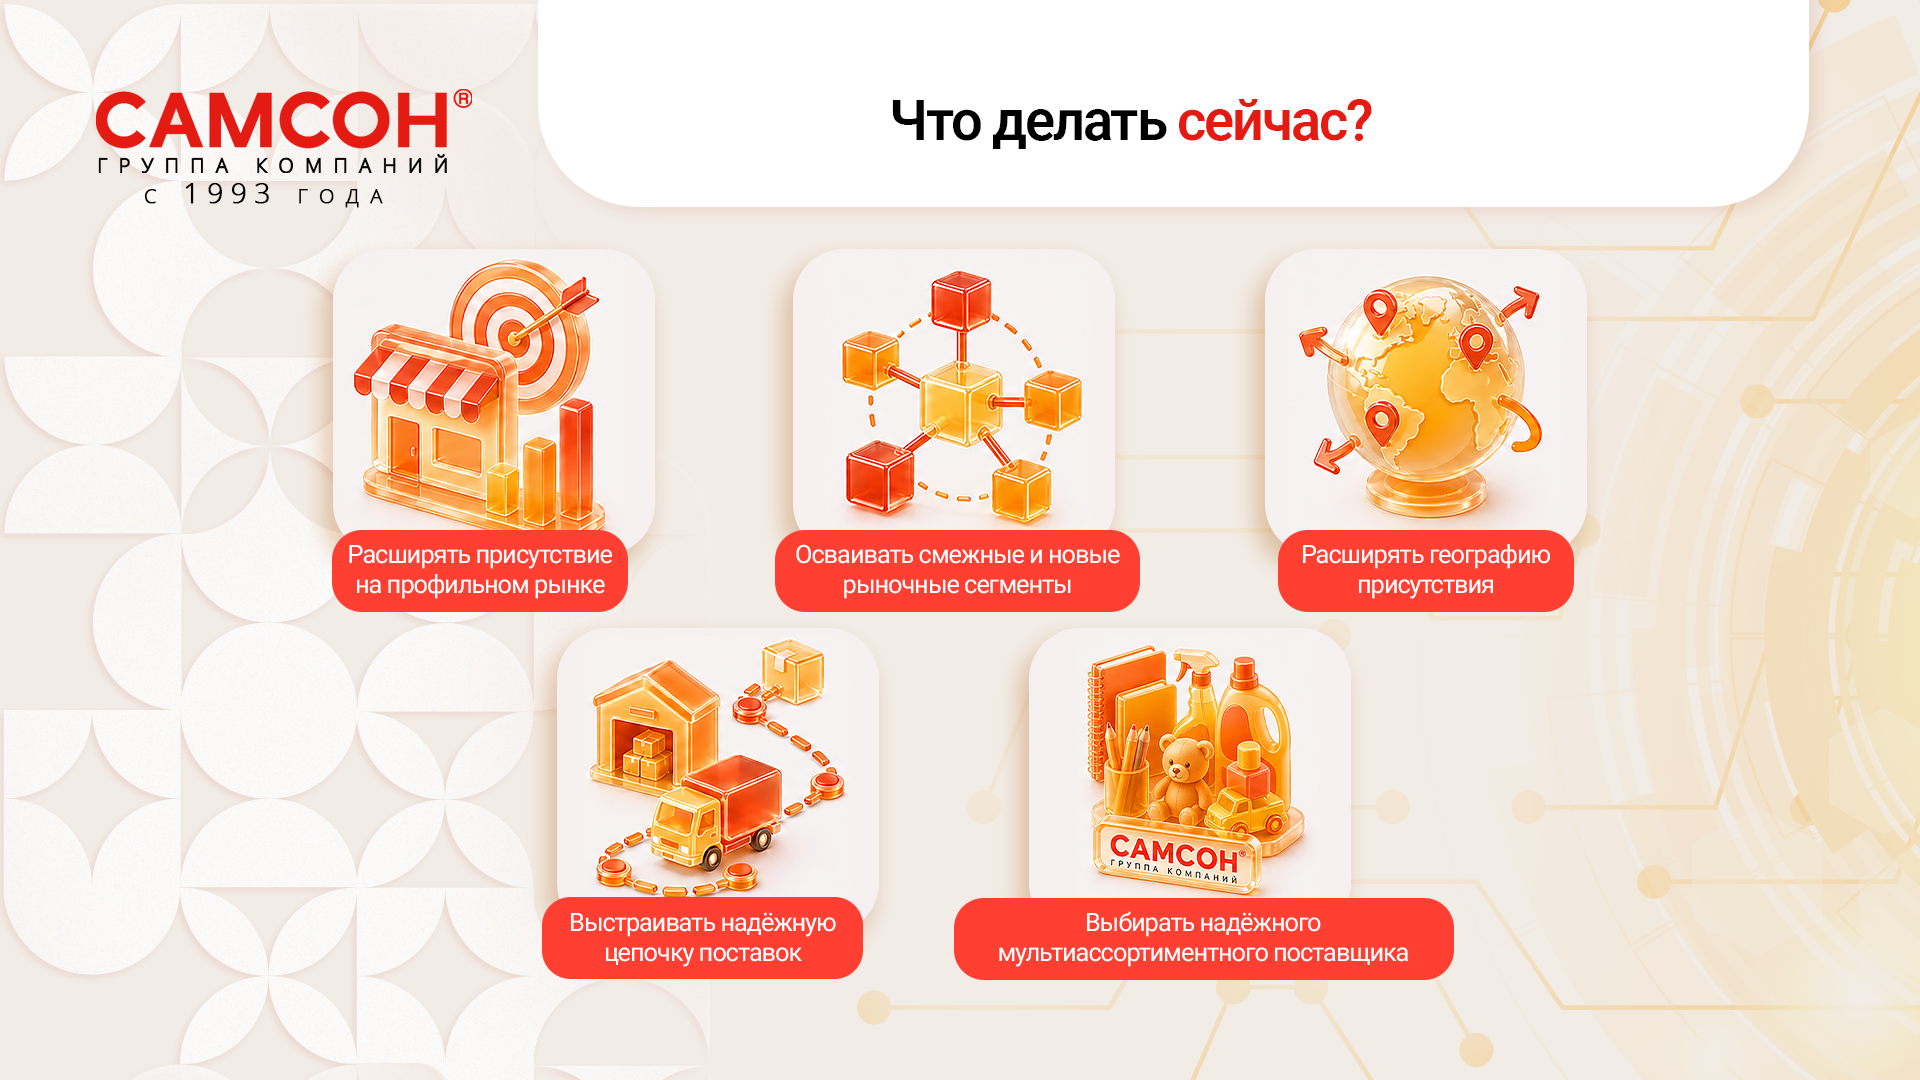 САМСОН®
ГРУППА КОМПАНИЙ
С 1993 ГОДА
Что делать сейчас?
Расширять присутствие
на профильном рынке
Осваивать смежные и новые
рыночные сегменты
Расширять географию
присутствия
Выстраивать надёжную
цепочку поставок
САМСОН®
ГРУППА КОМПАНИЙ
Выбирать надёжного
мультиассортиментного поставщика